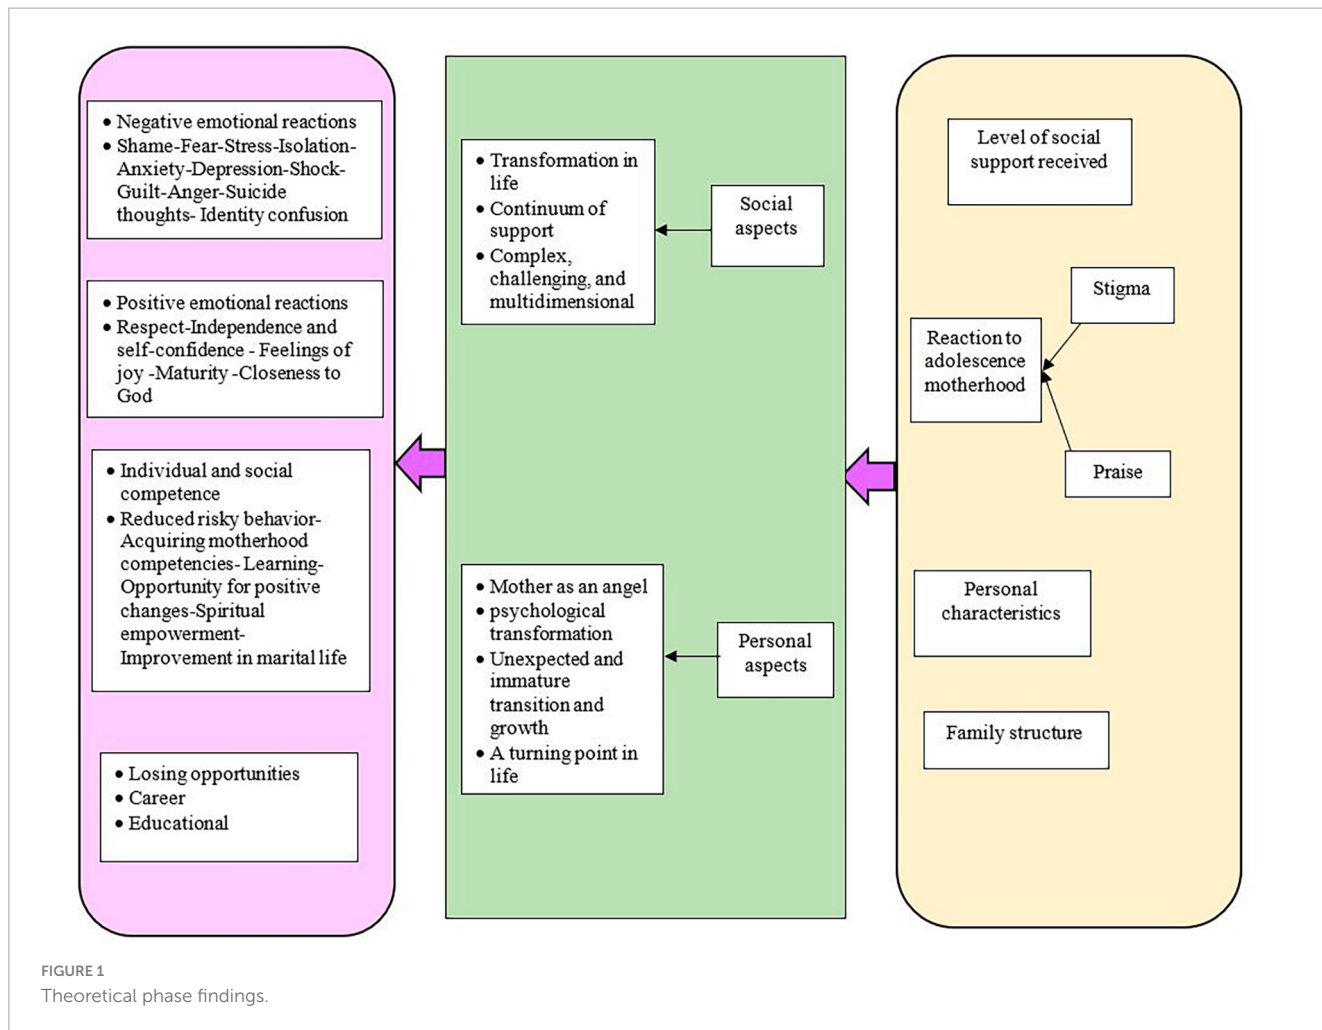 • Negative emotional reactions
• Shame-Fear-Stress-Isolation-
Anxiety-Depression-Shock-
Guilt-Anger-Suicide
thoughts- Identity confusion
• Positive emotional reactions
• Respect-Independence and
self-confidence - Feelings of
joy -Maturity -Closeness to
God
• Individual and social
competence
• Reduced risky behavior-
Acquiring motherhood
competencies- Learning-
Opportunity for positive
changes-Spiritual
empowerment-
Improvement in marital life
• Losing opportunities
• Career
• Educational
• Transformation in
life
• Continuum of
support
• Complex,
challenging, and
multidimensional
Social
aspects
• Mother as an angel
• psychological
transformation
• Unexpected and
immature
transition and
growth
• A turning point in
life
Personal
aspects
Level of social
support received
Stigma
Reaction to
adolescence
motherhood
Praise
Personal
characteristics
Family structure
FIGURE 1
Theoretical phase findings.